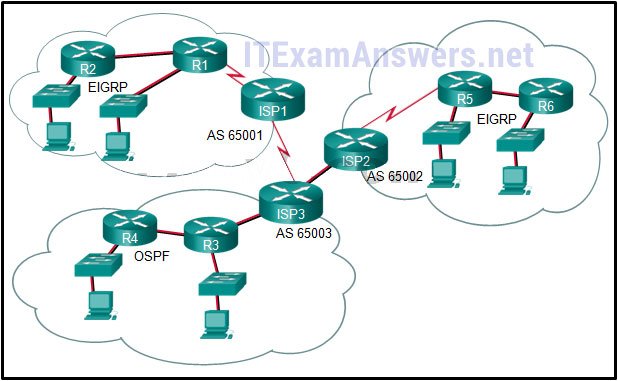 ITExamAnswers.net
R2
R1
EIGRP
ISP1
AS 65001
R5
R6
EIGRP
ISP2
AS 65002
ISP3
AS 65003
R4
R3
OSPF